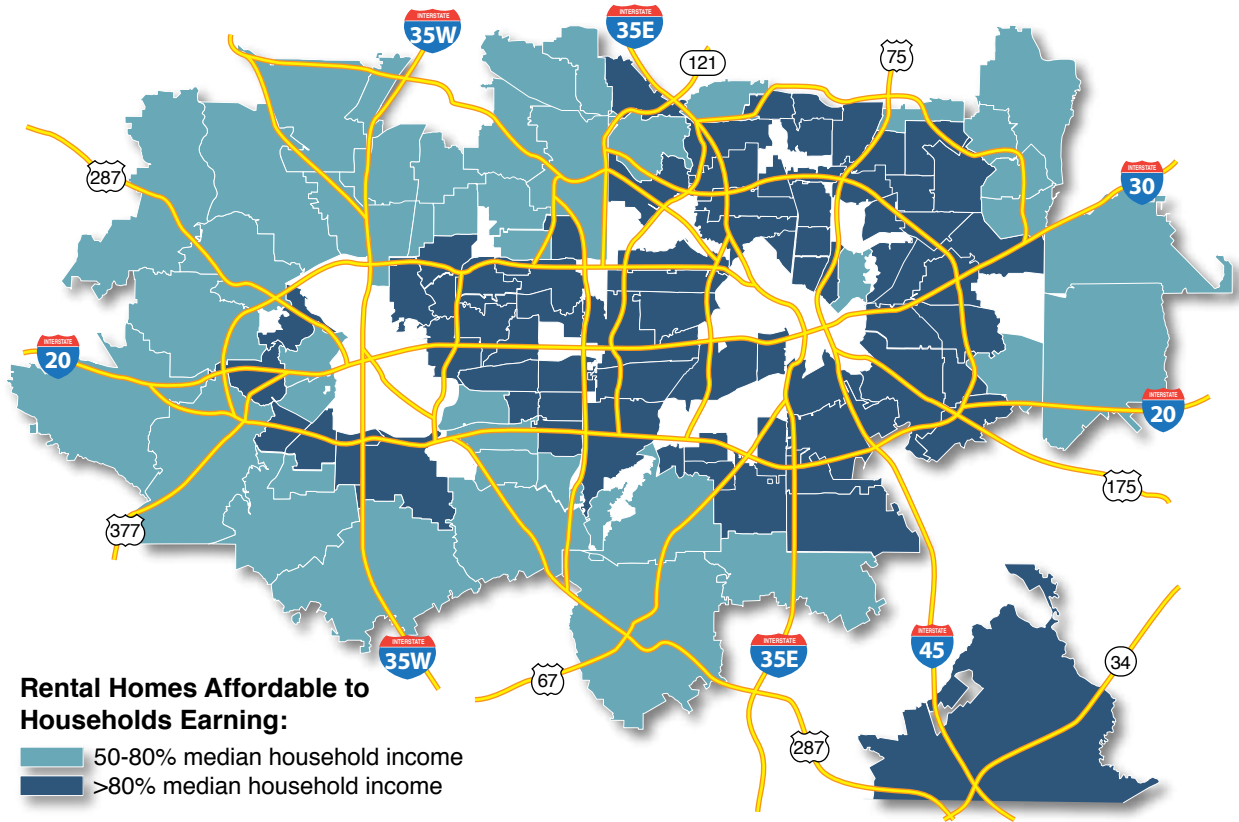 INTERSTATE
35W
INTERSTATE
35E
121
75
287
INTERSTATE
30
INTERSTATE
20
INTERSTATE
20
175
377
INTERSTATE
35W
67
INTERSTATE
35E
INTERSTATE
45
34
287
Rental Homes Affordable to
Households Earning:
50-80% median household income
>80% median household income